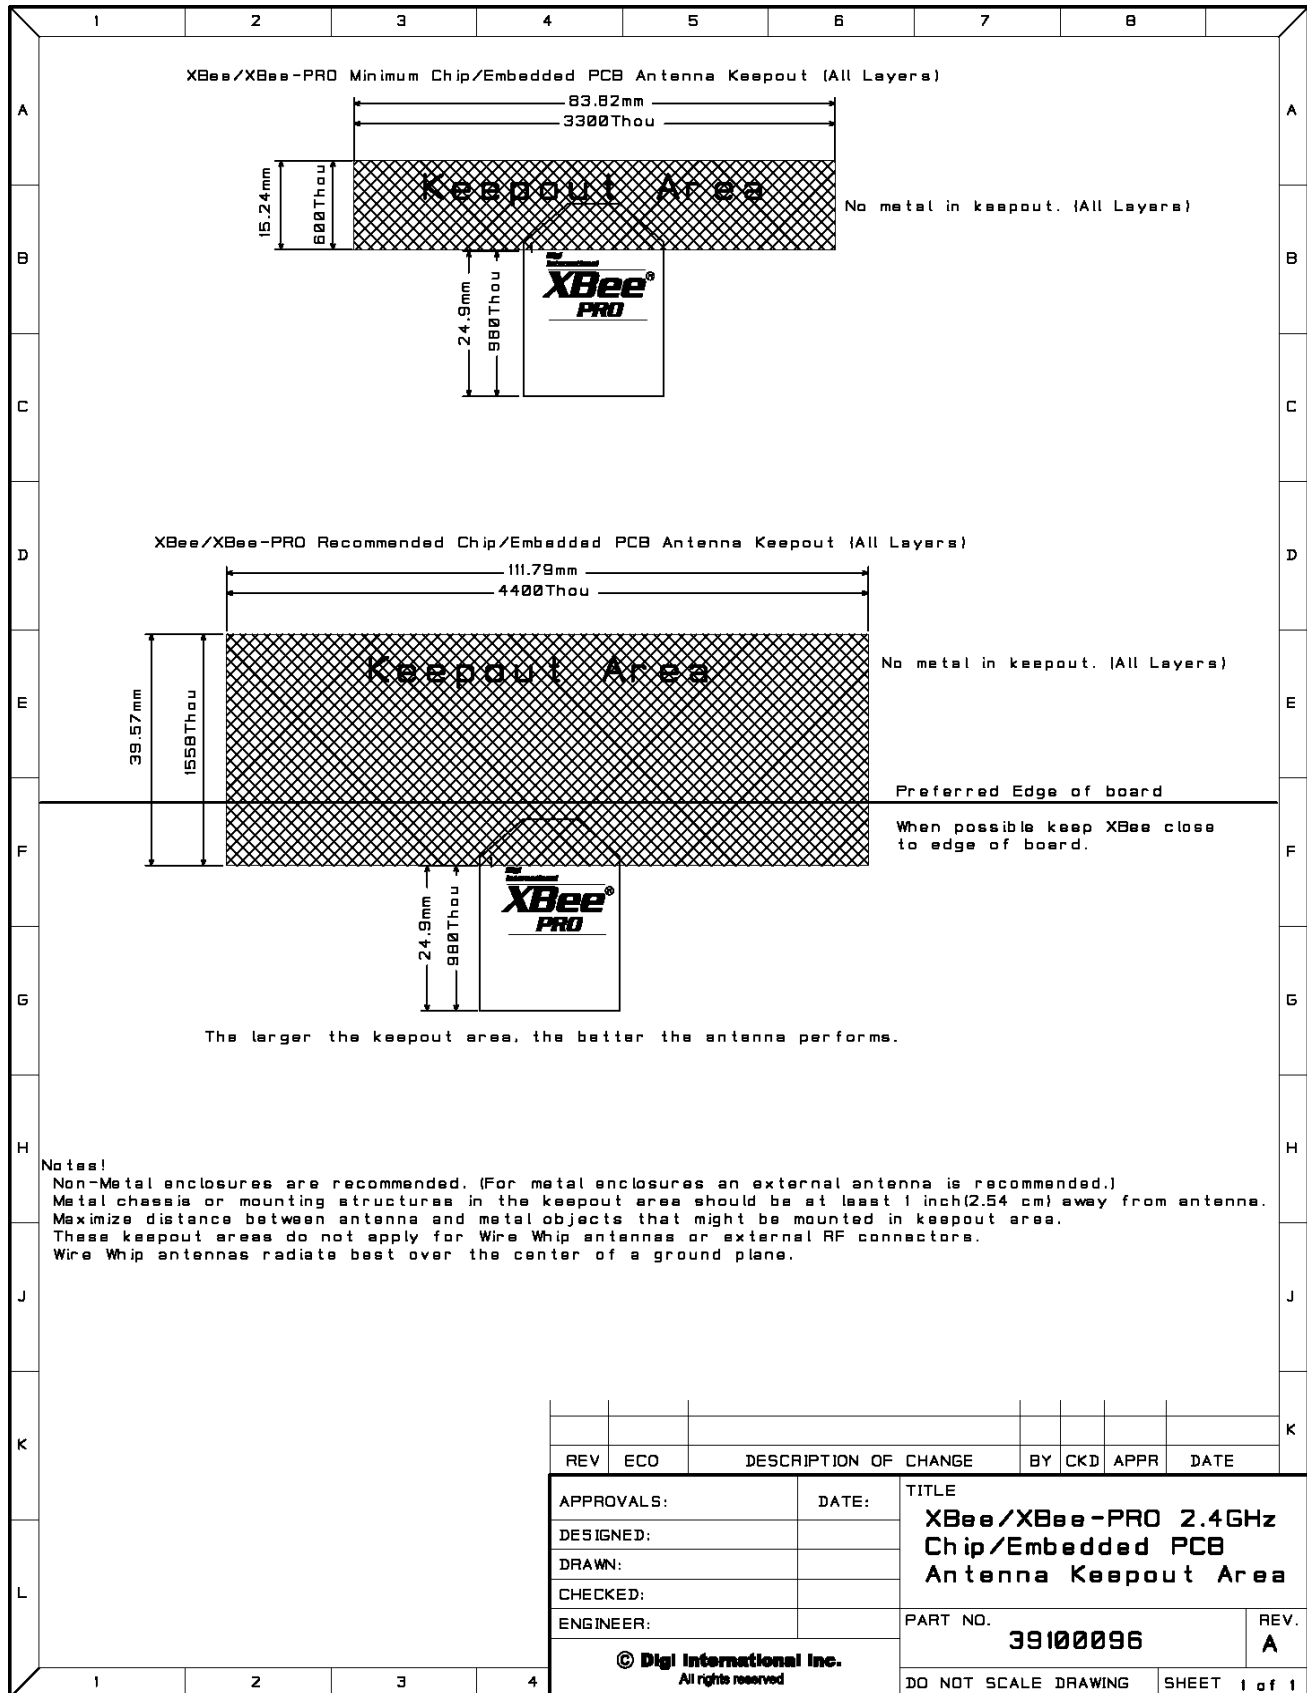 1 2 3 4 5 6 7 8
A A
XBee/XBee-PRO Minimum Chip/Embedded PCB Antenna Keepout (All Layers)
83.82mm
3300Thou
15.24mm
600Thou
Keepout Area
No metal in keepout. (All Layers)
B B
24.9mm
980Thou
Digi
International
XBee®
PRO
C C
D D
XBee/XBee-PRO Recommended Chip/Embedded PCB Antenna Keepout (All Layers)
111.79mm
4400Thou
39.57mm
1558Thou
Keepout Area
No metal in keepout. (All Layers)
E E
Preferred Edge of board
When possible keep XBee close
to edge of board.
F F
24.9mm
980Thou
Digi
International
XBee®
PRO
G G
The larger the keepout area, the better the antenna performs.
H H
Notes!
Non-Metal enclosures are recommended. (For metal enclosures an external antenna is recommended.)
Metal chassis or mounting structures in the keepout area should be at least 1 inch(2.54 cm) away from antenna.
Maximize distance between antenna and metal objects that might be mounted in keepout area.
These keepout areas do not apply for Wire Whip antennas or external RF connectors.
Wire Whip antennas radiate best over the center of a ground plane.
J J
K K
REV ECO DESCRIPTION OF CHANGE BY CKD APPR DATE
APPROVALS: DATE:
DESIGNED:
DRAWN:
CHECKED:
ENGINEER:
TITLE
XBee/XBee-PRO 2.4GHz
Chip/Embedded PCB
Antenna Keepout Area
L
PART NO.
39100096
REV.
A
© Digi International Inc.
All rights reserved
DO NOT SCALE DRAWING SHEET 1 of 1
1 2 3 4